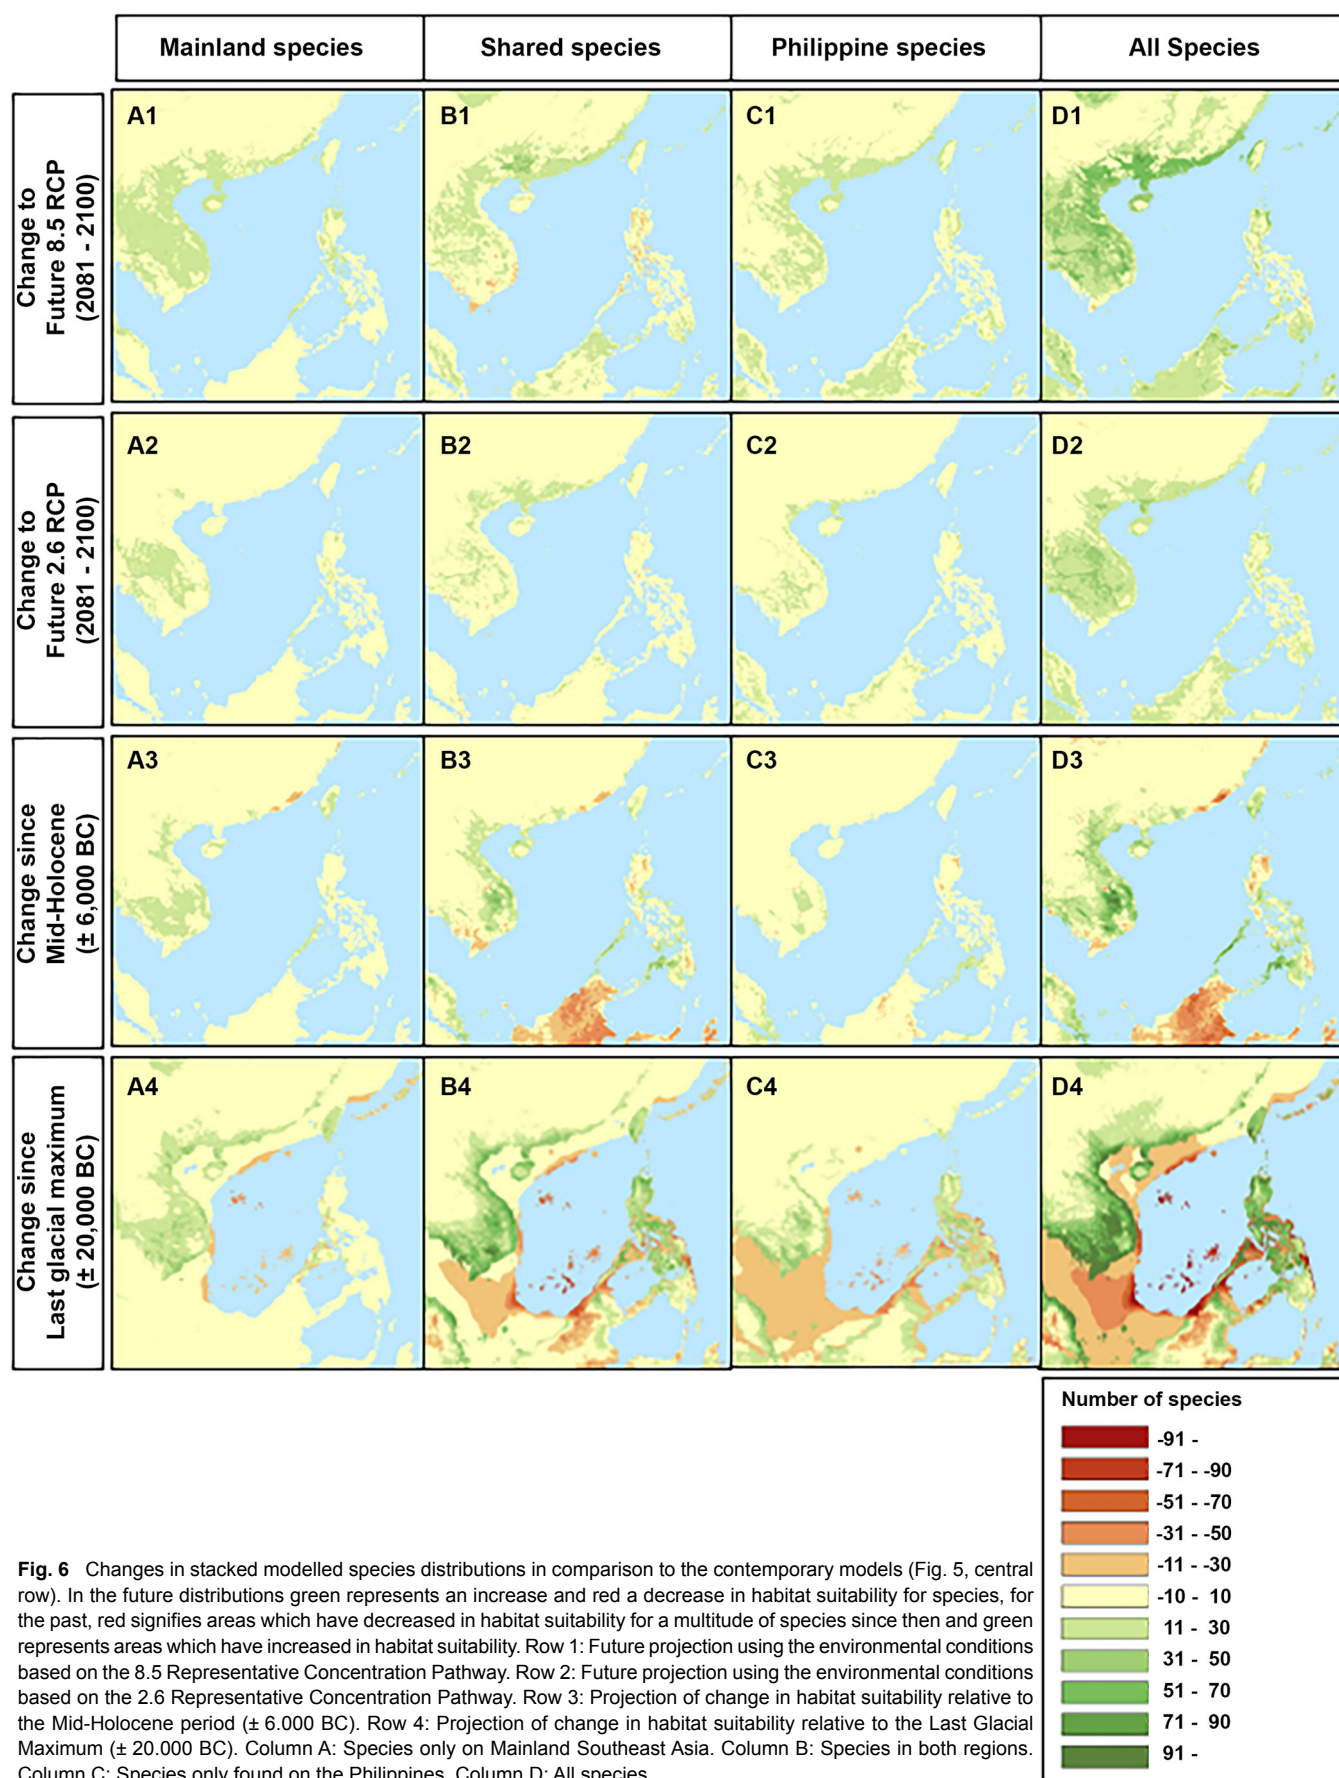 Mainland species
Shared species
Philippine species
All Species
Change to
Future 8.5 RCP
(2081 - 2100)
A1
B1
C1
D1
Change to
Future 2.6 RCP
(2081 - 2100)
A2
B2
C2
D2
Change since
Mid-Holocene
(± 6,000 BC)
A3
B3
C3
D3
Change since
Last glacial maximum
(± 20,000 BC)
A4
B4
C4
D4
Number of species
-91 -
-71 - -90
-51 - -70
-31 - -50
-11 - -30
-10 - 10
11 - 30
31 - 50
51 - 70
71 - 90
91 -
Fig. 6 Changes in stacked modelled species distributions in comparison to the contemporary models (Fig. 5, central
row). In the future distributions green represents an increase and red a decrease in habitat suitability for species, for
the past, red signifies areas which have decreased in habitat suitability for a multitude of species since then and green
represents areas which have increased in habitat suitability. Row 1: Future projection using the environmental conditions
based on the 8.5 Representative Concentration Pathway. Row 2: Future projection using the environmental conditions
based on the 2.6 Representative Concentration Pathway. Row 3: Projection of change in habitat suitability relative to
the Mid-Holocene period (± 6.000 BC). Row 4: Projection of change in habitat suitability relative to the Last Glacial
Maximum (± 20.000 BC). Column A: Species only on Mainland Southeast Asia. Column B: Species in both regions.
Column C: Species only found on the Philippines. Column D: All species.